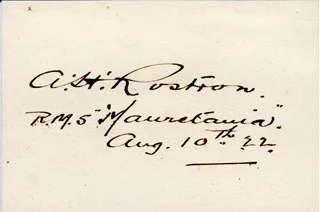 A. H. Rostron.
R.M.S "Mauretania".
Aug. 10th 22.